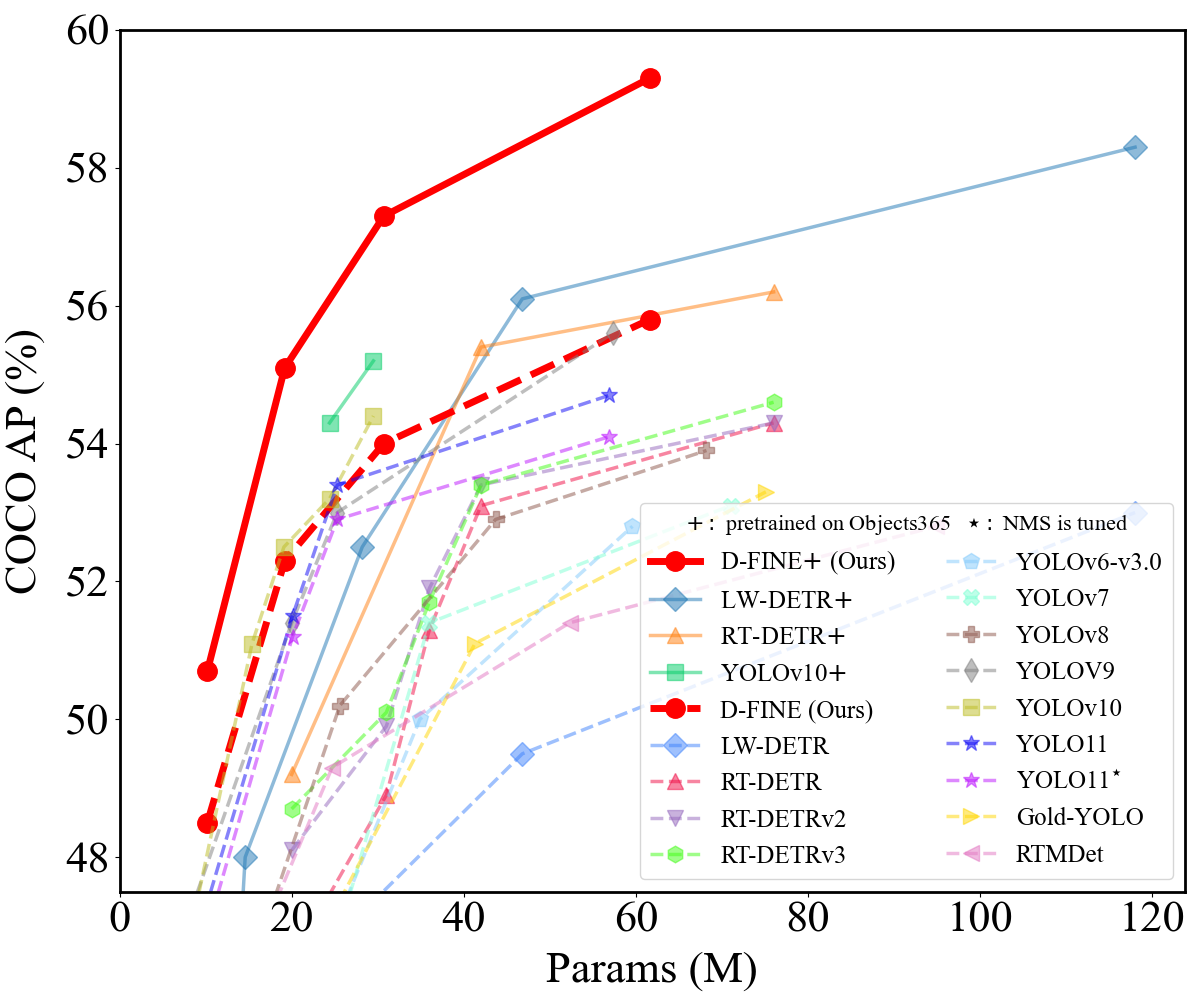 COCO AP (%)
60
58
56
54
52
50
48
0 20 40 60 80 100 120
Params (M)
+ : pretrained on Objects365 ★ : NMS is tuned
D-FINE+ (Ours)
LW-DETR+
RT-DETR+
YOLOv10+
D-FINE (Ours)
LW-DETR
RT-DETR
RT-DETRv2
RT-DETRv3
YOLOv6-v3.0
YOLOv7
YOLOv8
YOLOV9
YOLOv10
YOLO11
YOLO11★
Gold-YOLO
RTMDet